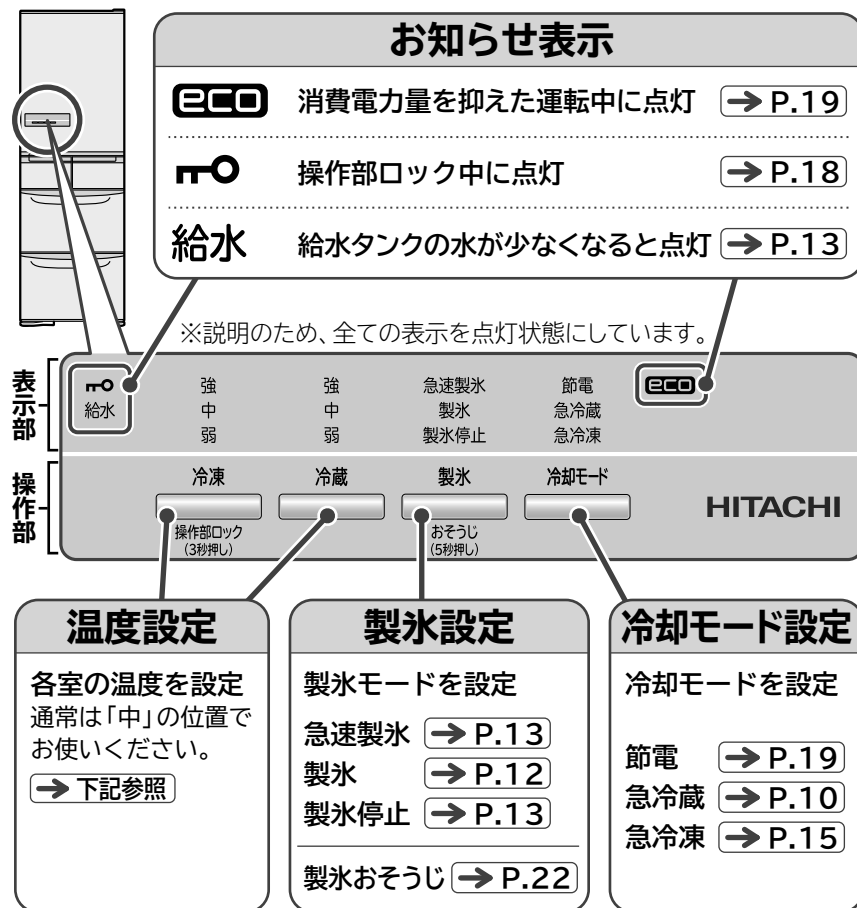 お知らせ表示
eco 消費電力量を抑えた運転中に点灯 → P.19
操作部ロック中に点灯 → P.18
給水 給水タンクの水が少なくなると点灯 → P.13
※説明のため、全ての表示を点灯状態にしています。
表示部
給水
強
中
弱
強
中
弱
急速製氷
製氷
製氷停止
節電
急冷蔵
急冷凍
eco
操作部
冷凍
操作部ロック
(3秒押し)
冷蔵
製氷
おそうじ
(5秒押し)
冷却モード
HITACHI
温度設定
各室の温度を設定
通常は「中」の位置で
お使いください。
→ 下記参照
製氷設定
製氷モードを設定
急速製氷 → P.13
製氷 → P.12
製氷停止 → P.13
製氷おそうじ → P.22
冷却モード設定
冷却モードを設定
節電 → P.19
急冷蔵 → P.10
急冷凍 → P.15